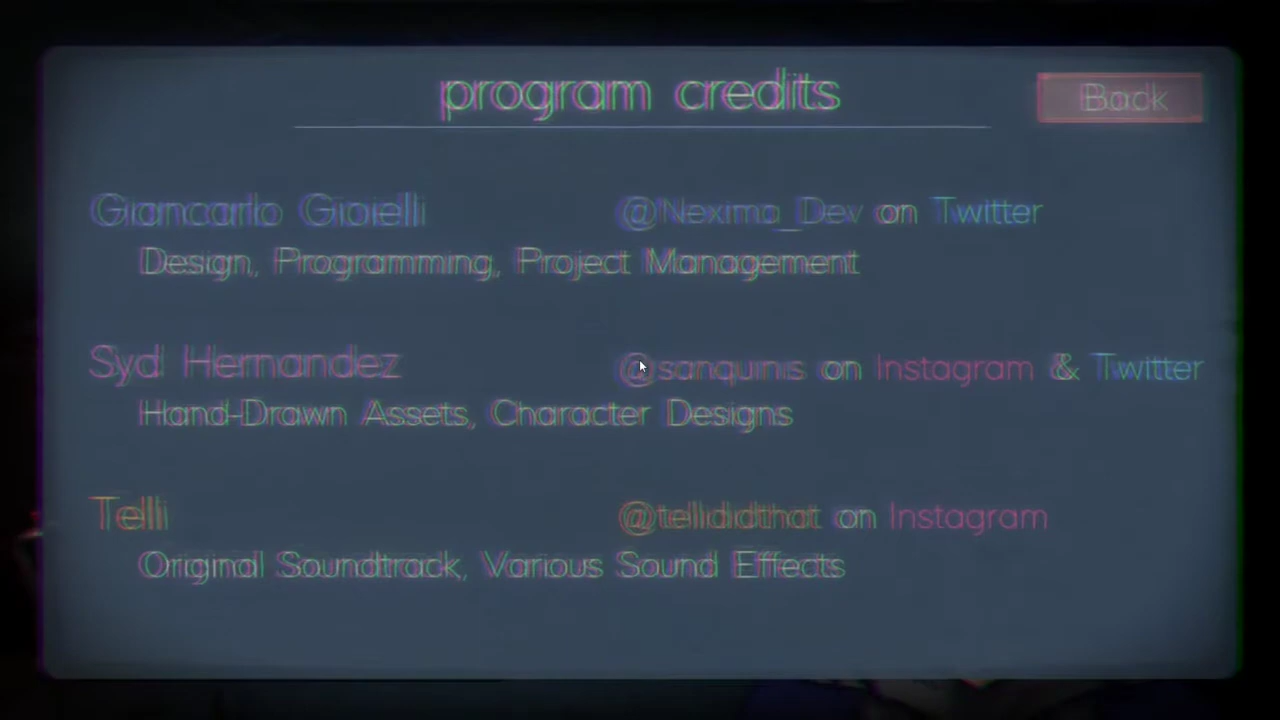 program credits
Back
Giancarlo Gioielli @Nexima_Dev on Twitter
Design, Programming, Project Management
Syd Hernandez @sanquinis on Instagram & Twitter
Hand-Drawn Assets, Character Designs
Telli @tellididthat on Instagram
Original Soundtrack, Various Sound Effects